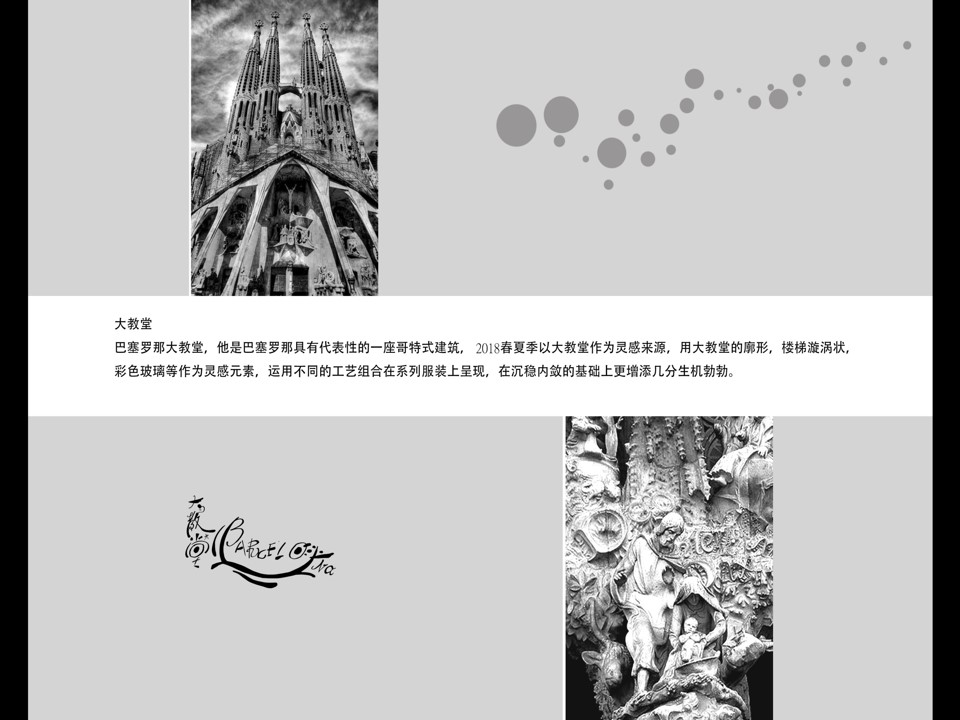 大教堂
巴塞罗那大教堂，他是巴塞罗那具有代表性的一座哥特式建筑， 2018春夏季以大教堂作为灵感来源，用大教堂的廓形，楼梯漩涡状，
彩色玻璃等作为灵感元素，运用不同的工艺组合在系列服装上呈现，在沉稳内敛的基础上更增添几分生机勃勃。